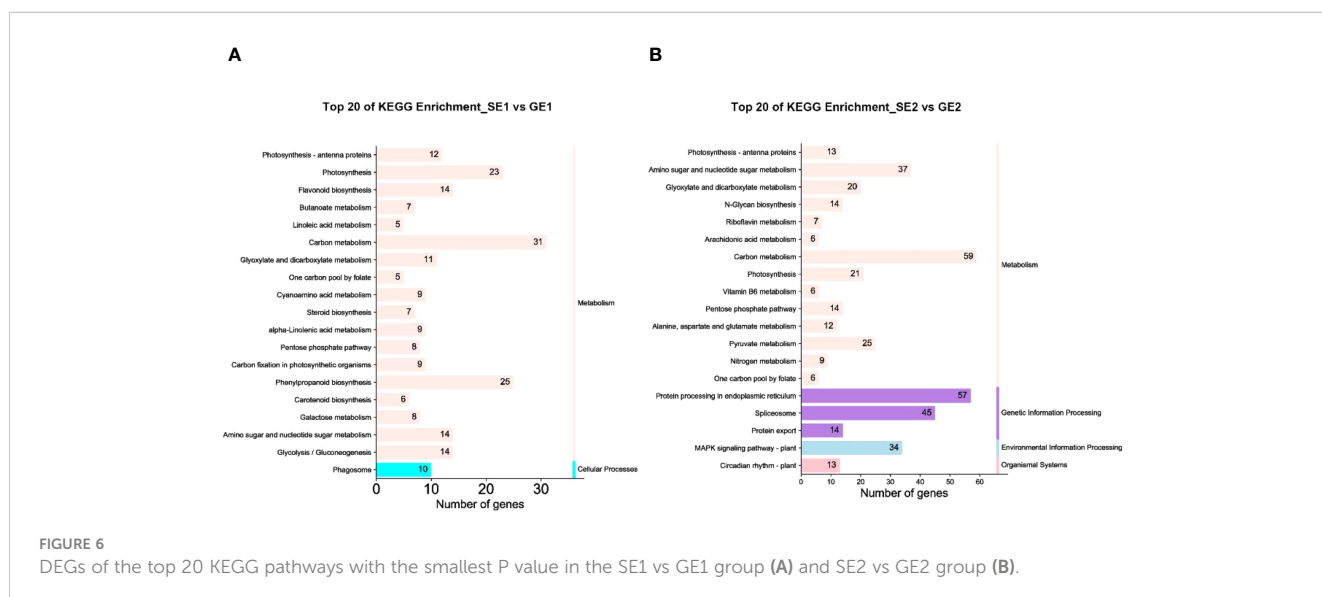 A
Top 20 of KEGG Enrichment_SE1 vs GE1
Photosynthesis - antenna proteins 12
Photosynthesis 23
Flavonoid biosynthesis 14
Butanoate metabolism 7
Linoleic acid metabolism 5
Carbon metabolism 31
Glyoxylate and dicarboxylate metabolism 11
One carbon pool by folate 5
Cyanoamino acid metabolism 9
Steroid biosynthesis 7
alpha-Linolenic acid metabolism 9
Pentose phosphate pathway 8
Carbon fixation in photosynthetic organisms 9
Phenylpropanoid biosynthesis 25
Carotenoid biosynthesis 6
Galactose metabolism 8
Amino sugar and nucleotide sugar metabolism 14
Glycolysis / Gluconeogenesis 14
Phagosome 10
Metabolism
Cellular Processes
0 10 20 30
Number of genes
B
Top 20 of KEGG Enrichment_SE2 vs GE2
Photosynthesis - antenna proteins 13
Amino sugar and nucleotide sugar metabolism 37
Glyoxylate and dicarboxylate metabolism 20
N-Glycan biosynthesis 14
Riboflavin metabolism 7
Arachidonic acid metabolism 6
Carbon metabolism 59
Photosynthesis 21
Vitamin B6 metabolism 6
Pentose phosphate pathway 14
Alanine, aspartate and glutamate metabolism 12
Pyruvate metabolism 25
Nitrogen metabolism 9
One carbon pool by folate 6
Protein processing in endoplasmic reticulum 57
Spliceosome 45
Protein export 14
MAPK signaling pathway - plant 34
Circadian rhythm - plant 13
Metabolism
Genetic Information Processing
Environmental Information Processing
Organismal Systems
0 10 20 30 40 50 60
Number of genes
FIGURE 6
DEGs of the top 20 KEGG pathways with the smallest P value in the SE1 vs GE1 group (A) and SE2 vs GE2 group (B).